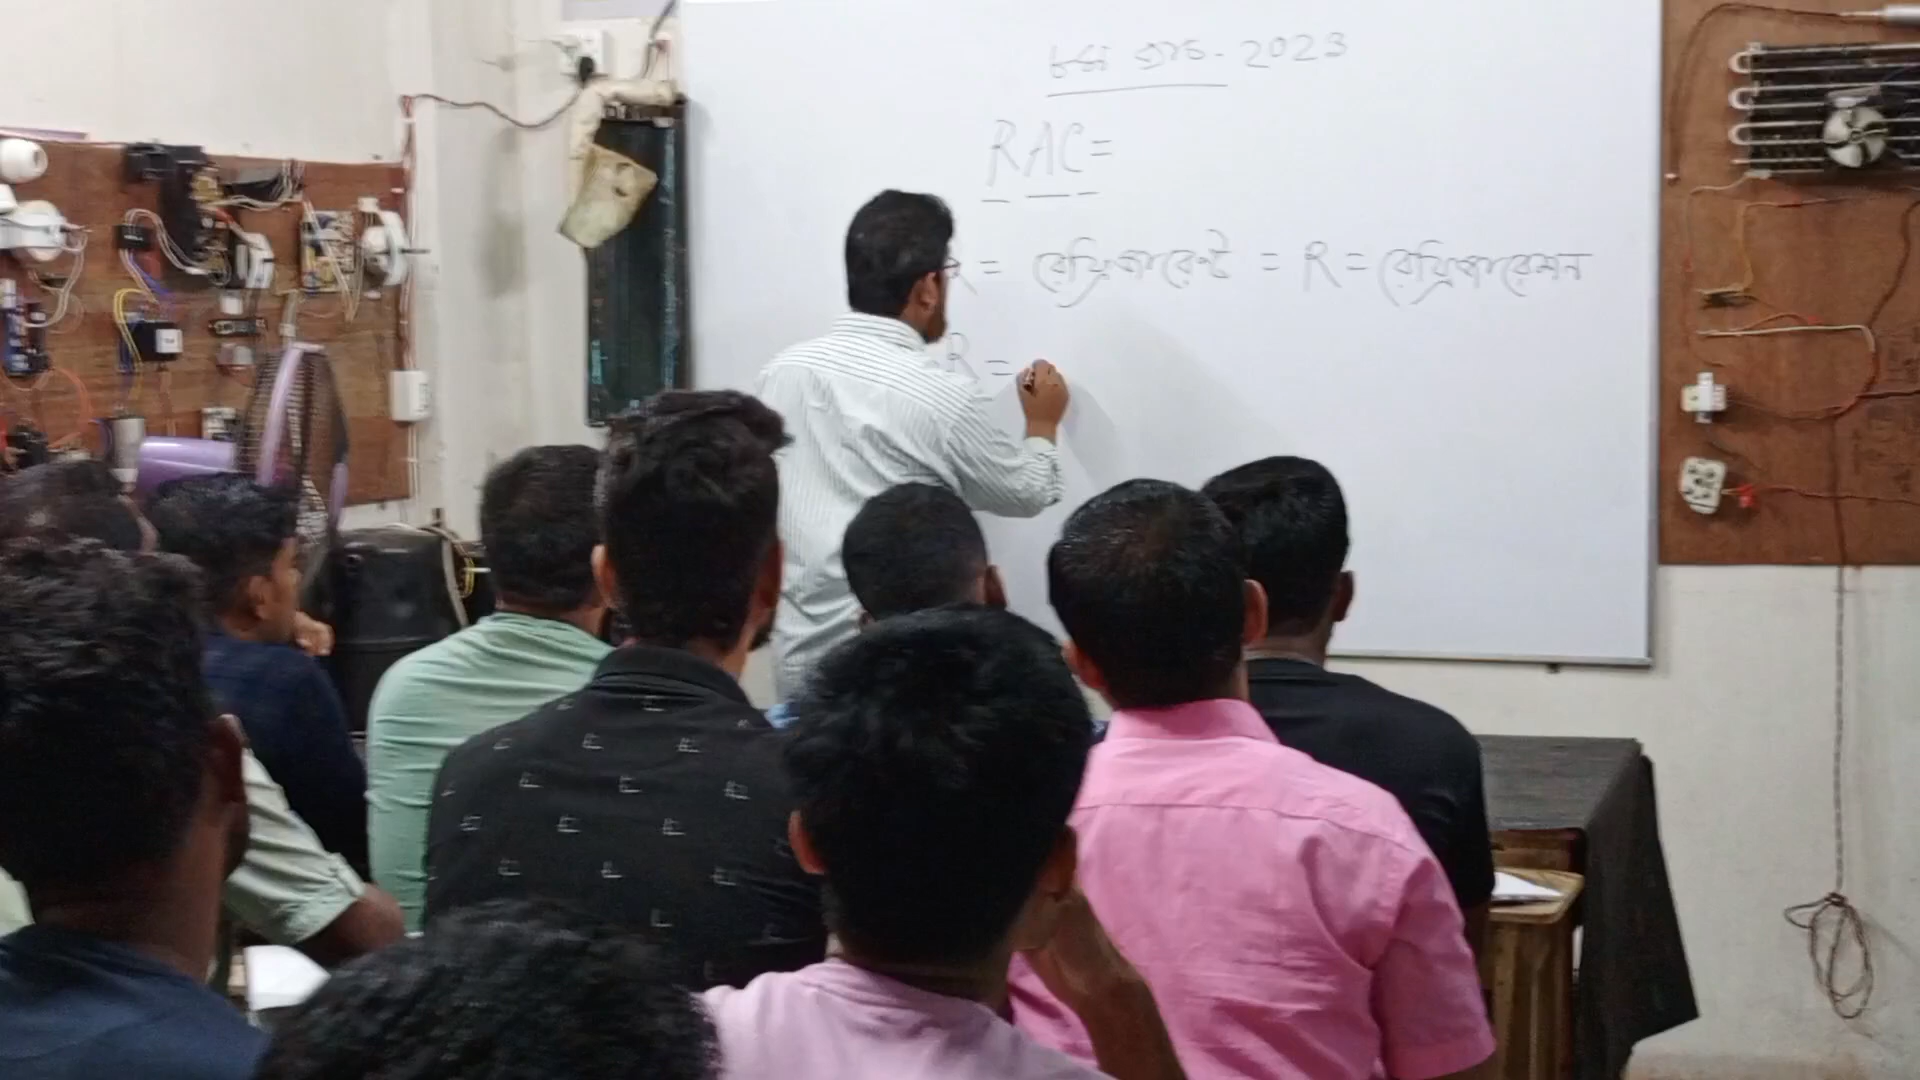 ব্যাচ - 2023
RAC =
R = রেফ্রিজারেন্ট = R = রেফ্রিজারেশন
R =